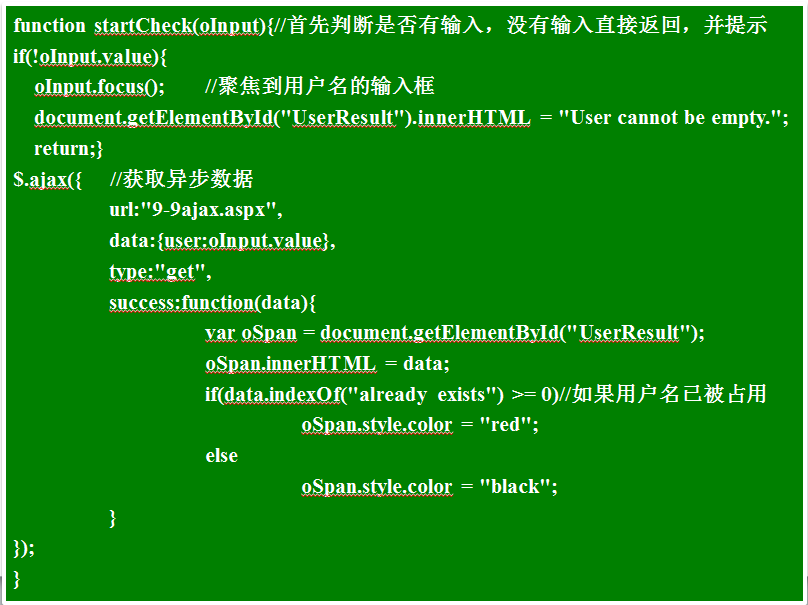 function startCheck(oInput){//首先判断是否有输入，没有输入直接返回，并提示
if(!oInput.value){
oInput.focus(); //聚焦到用户名的输入框
document.getElementById("UserResult").innerHTML = "User cannot be empty.";
return;}
$.ajax({ //获取异步数据
url:"9-9ajax.aspx",
data:{user:oInput.value},
type:"get",
success:function(data){
var oSpan = document.getElementById("UserResult");
oSpan.innerHTML = data;
if(data.indexOf("already exists") >= 0)//如果用户名已被占用
oSpan.style.color = "red";
else
oSpan.style.color = "black";
}
});
}